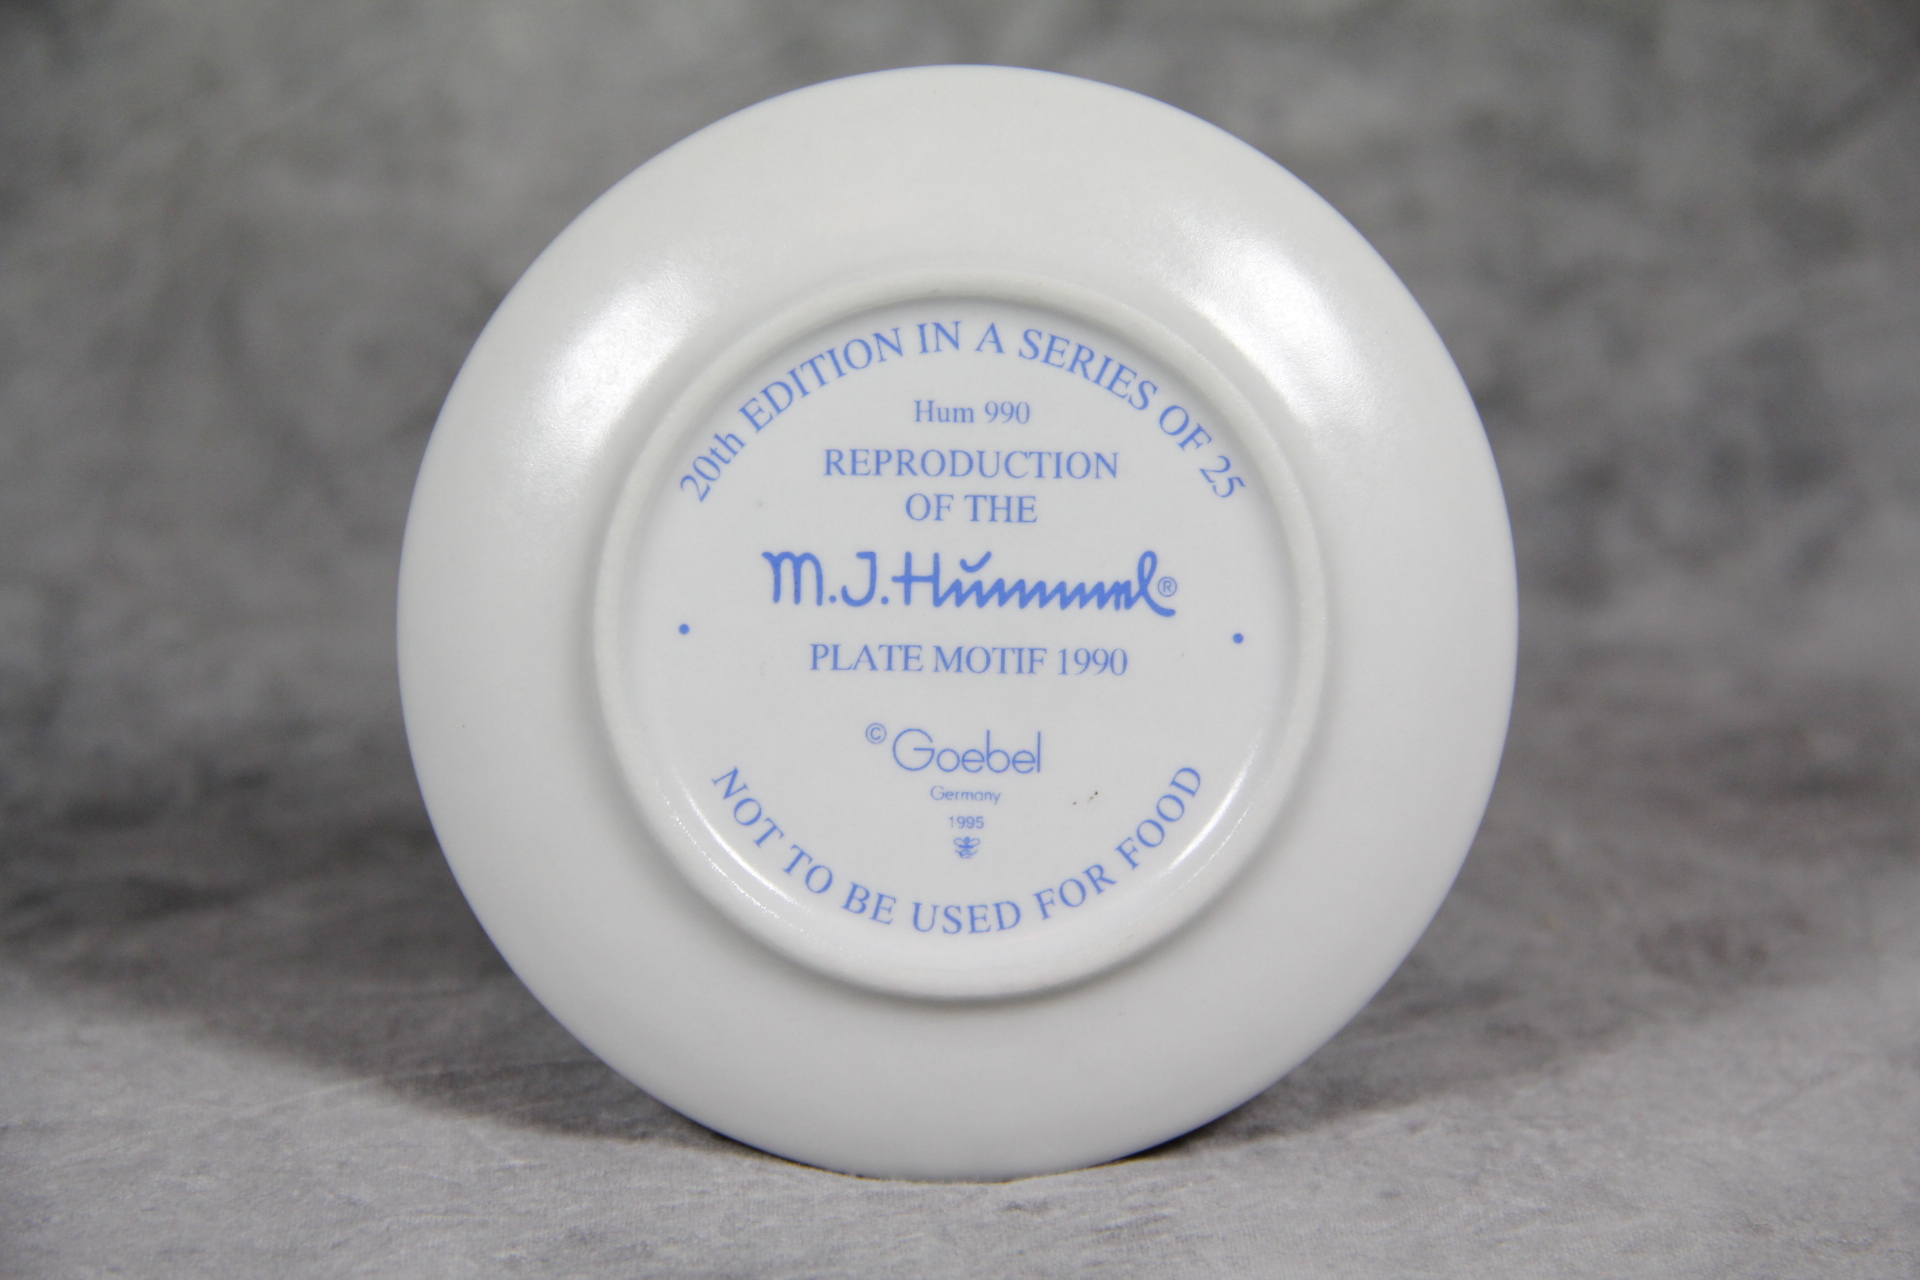 20th EDITION IN A SERIES OF 25
Hum 990
REPRODUCTION
OF THE
M.J.Hummel®
PLATE MOTIF 1990
© Goebel
Germany
1995
NOT TO BE USED FOR FOOD